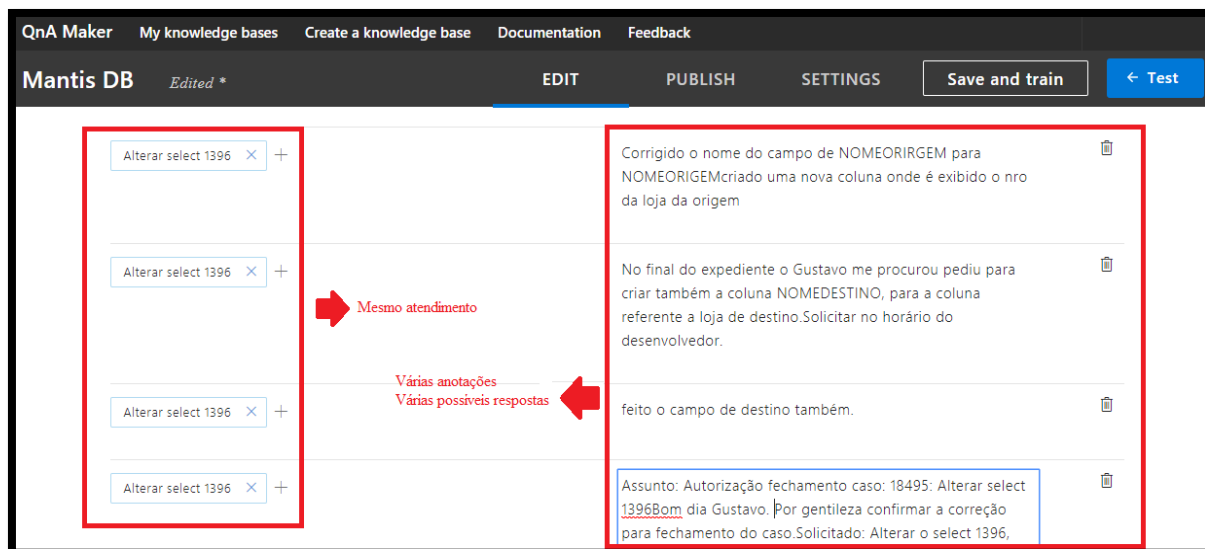 QnA Maker My knowledge bases Create a knowledge base Documentation Feedback
Mantis DB Edited * EDIT PUBLISH SETTINGS Save and train ← Test
Alterar select 1396 × +
Corrigido o nome do campo de NOMEORIRGEM para
NOMEORIGEMcriado uma nova coluna onde é exibido o nro
da loja da origem
Alterar select 1396 × +
No final do expediente o Gustavo me procurou pediu para
criar também a coluna NOMEDESTINO, para a coluna
referente a loja de destino.Solicitar no horário do
desenvolvedor.
Mesmo atendimento
Várias anotações
Várias possíveis respostas
Alterar select 1396 × +
feito o campo de destino também.
Alterar select 1396 × +
Assunto: Autorização fechamento caso: 18495: Alterar select
1396Bom dia Gustavo. Por gentileza confirmar a correção
para fechamento do caso.Solicitado: Alterar o select 1396,